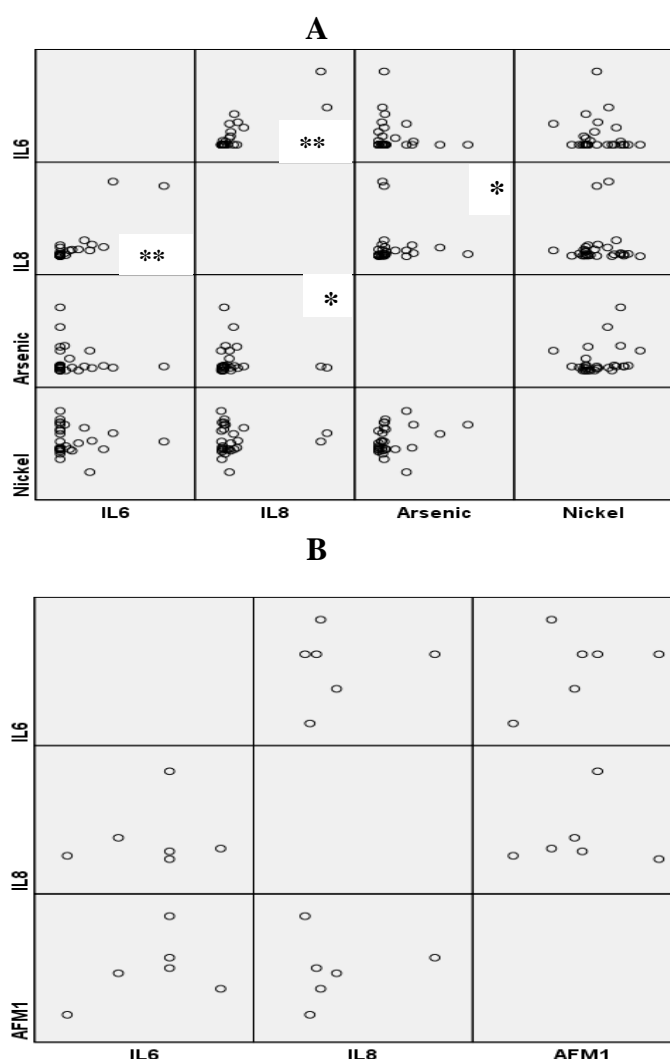 A
IL6
**
IL8
**
*
Arsenic
*
Nickel
IL6 IL8 Arsenic Nickel
B
IL6
IL8
AFM1
IL6 IL8 AFM1